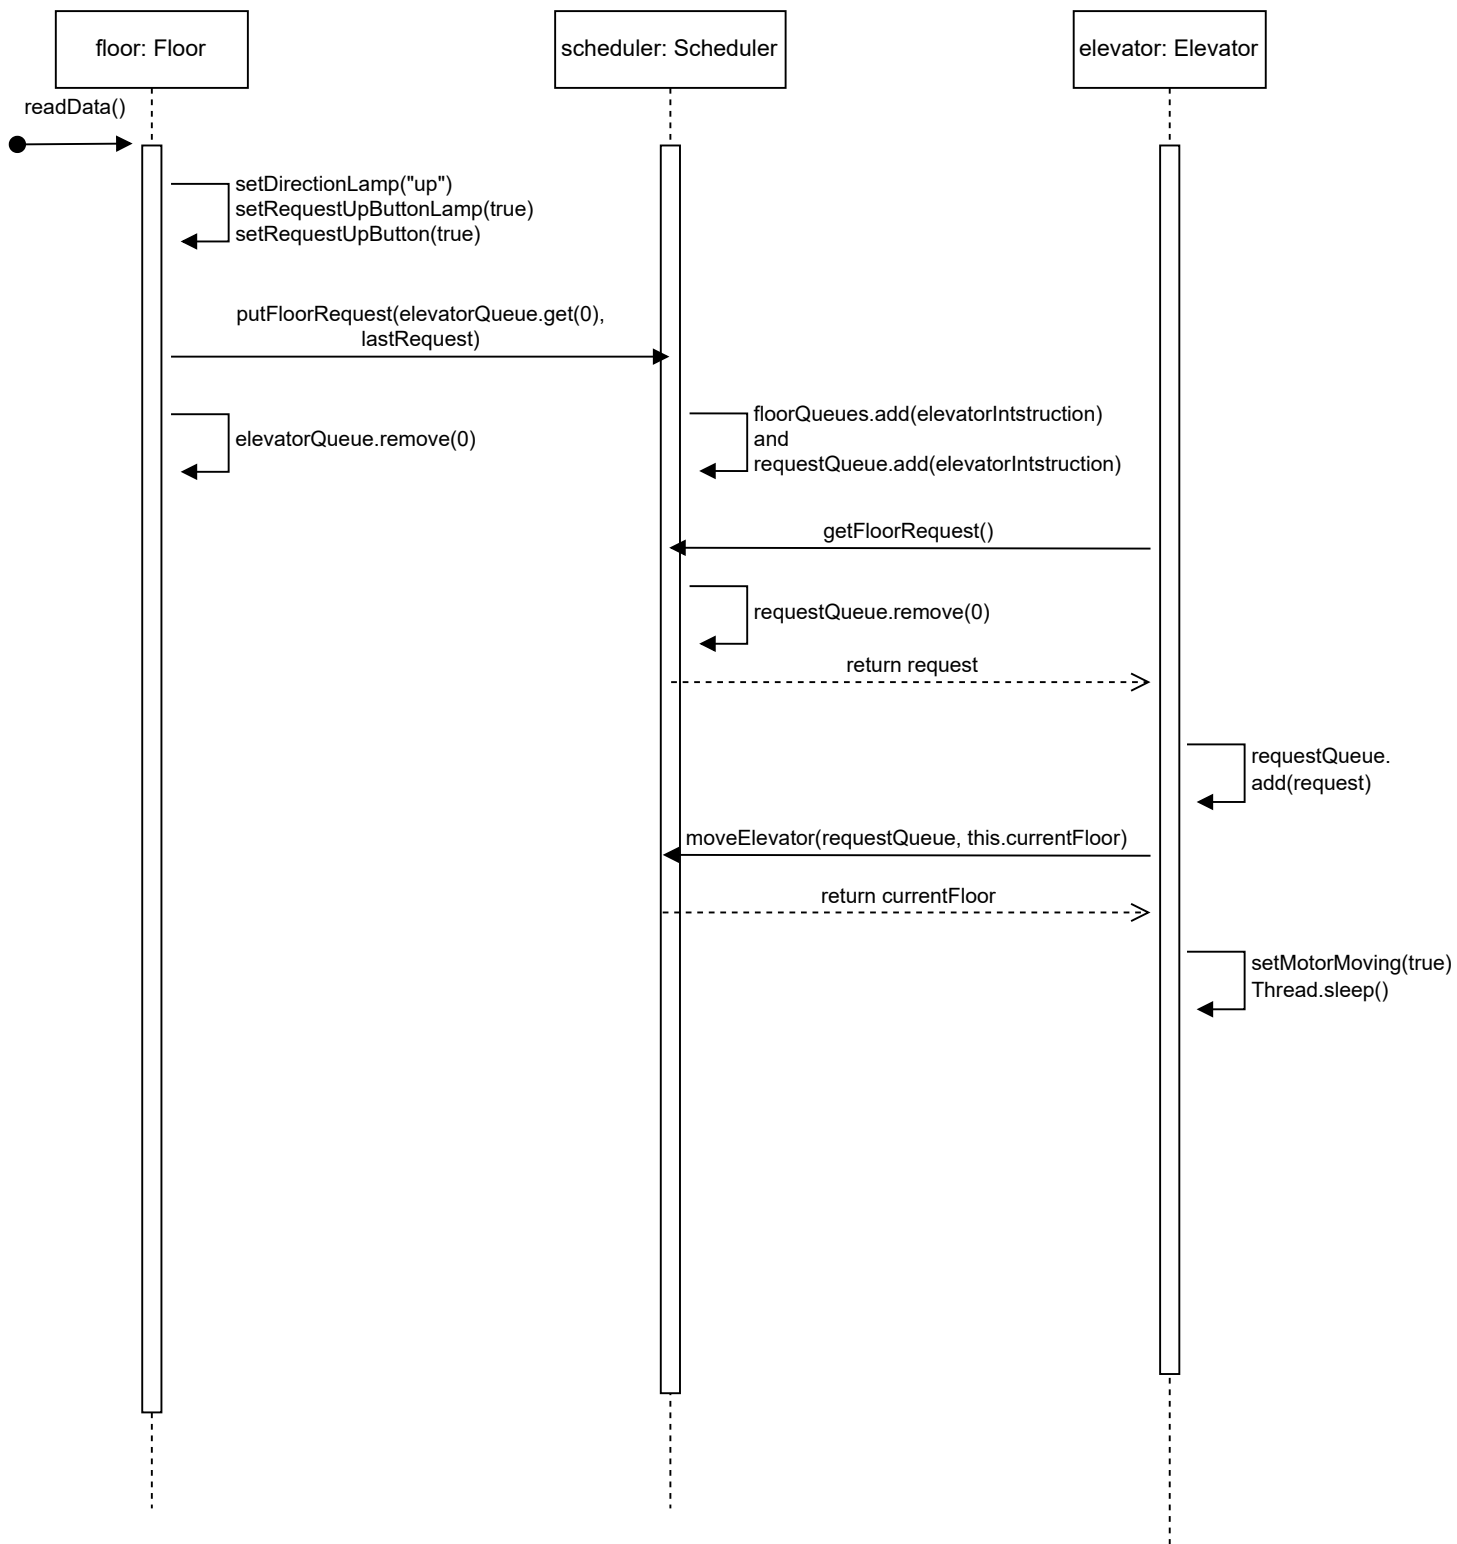 floor: Floor
scheduler: Scheduler
elevator: Elevator
readData()
setDirectionLamp("up")
setRequestUpButtonLamp(true)
setRequestUpButton(true)
putFloorRequest(elevatorQueue.get(0),
lastRequest)
elevatorQueue.remove(0)
floorQueues.add(elevatorIntstruction)
and
requestQueue.add(elevatorIntstruction)
getFloorRequest()
requestQueue.remove(0)
return request
requestQueue.
add(request)
moveElevator(requestQueue, this.currentFloor)
return currentFloor
setMotorMoving(true)
Thread.sleep()